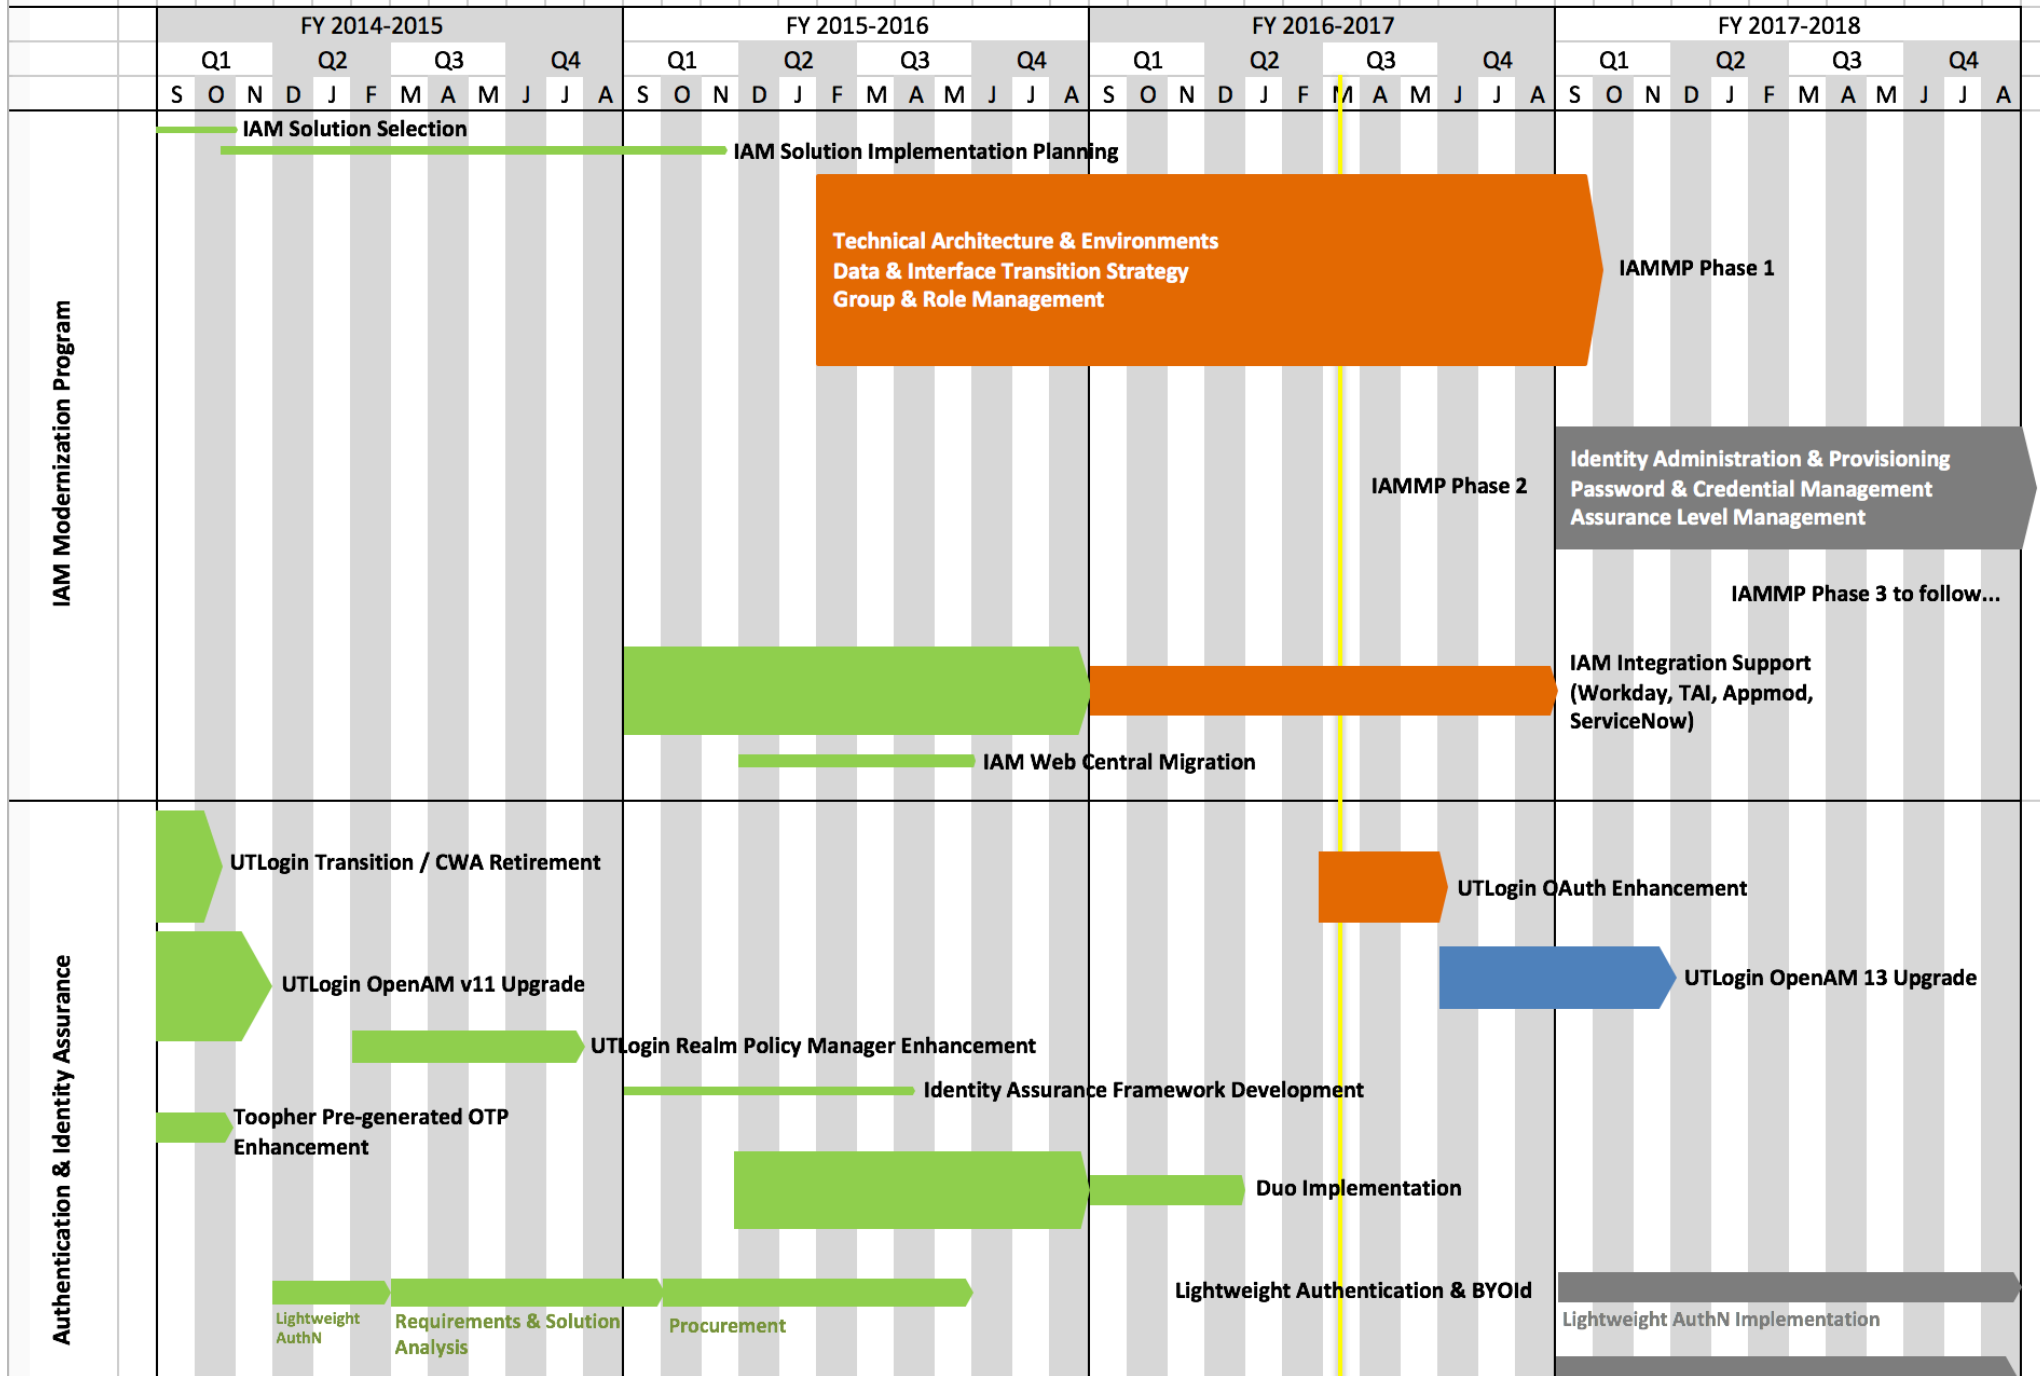 FY 2014-2015 FY 2015-2016 FY 2016-2017 FY 2017-2018
Q1 Q2 Q3 Q4 Q1 Q2 Q3 Q4 Q1 Q2 Q3 Q4 Q1 Q2 Q3 Q4
S O N D J F M A M J J A S O N D J F M A M J J A S O N D J F M A M J J A S O N D J F M A M J J A
IAM Modernization Program
IAM Solution Selection
IAM Solution Implementation Planning
Technical Architecture & Environments
Data & Interface Transition Strategy
Group & Role Management
IAMMP Phase 1
IAMMP Phase 2
Identity Administration & Provisioning
Password & Credential Management
Assurance Level Management
IAMMP Phase 3 to follow...
IAM Integration Support
(Workday, TAI, Appmod,
ServiceNow)
IAM Web Central Migration
Authentication & Identity Assurance
UTLogin Transition / CWA Retirement
UTLogin OAuth Enhancement
UTLogin OpenAM v11 Upgrade
UTLogin OpenAM 13 Upgrade
UTLogin Realm Policy Manager Enhancement
Identity Assurance Framework Development
Toopher Pre-generated OTP
Enhancement
Duo Implementation
Lightweight Authentication & BYOId
Lightweight
AuthN
Requirements & Solution
Analysis
Procurement
Lightweight AuthN Implementation